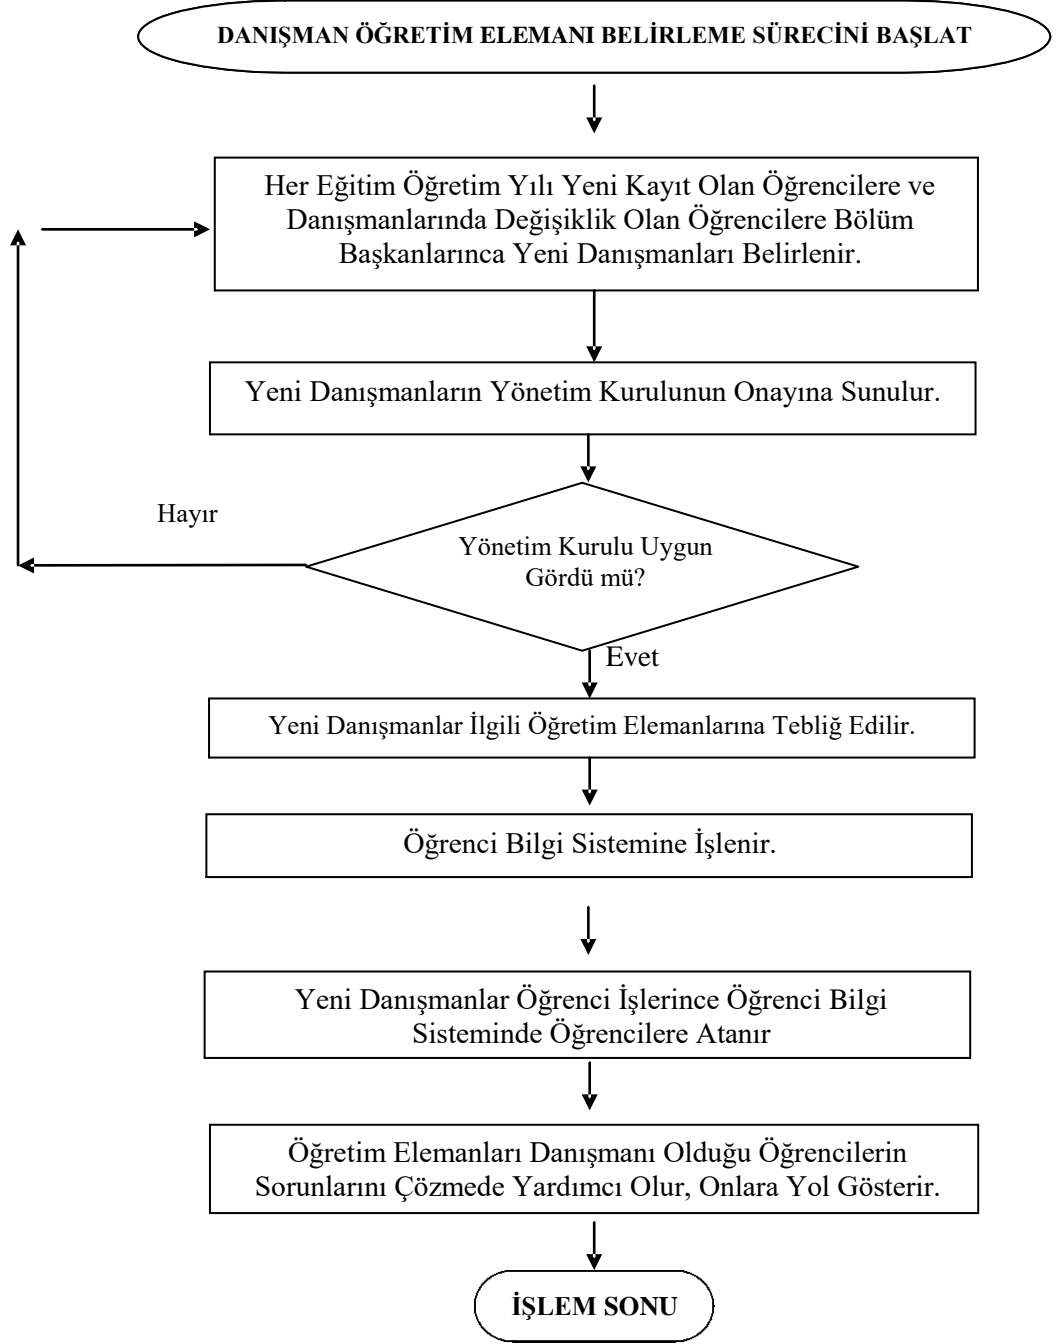 DANIŞMAN ÖĞRETİM ELEMANI BELİRLEME SÜRECİNİ BAŞLAT
Her Eğitim Öğretim Yılı Yeni Kayıt Olan Öğrencilere ve
Danışmanlarında Değişiklik Olan Öğrencilere Bölüm
Başkanlarınca Yeni Danışmanları Belirlenir.
Yeni Danışmanların Yönetim Kurulunun Onayına Sunulur.
Hayır
Yönetim Kurulu Uygun
Gördü mü?
Evet
Yeni Danışmanlar İlgili Öğretim Elemanlarına Tebliğ Edilir.
Öğrenci Bilgi Sistemine İşlenir.
Yeni Danışmanlar Öğrenci İşlerince Öğrenci Bilgi
Sisteminde Öğrencilere Atanır
Öğretim Elemanları Danışmanı Olduğu Öğrencilerin
Sorunlarını Çözmede Yardımcı Olur, Onlara Yol Gösterir.
İŞLEM SONU